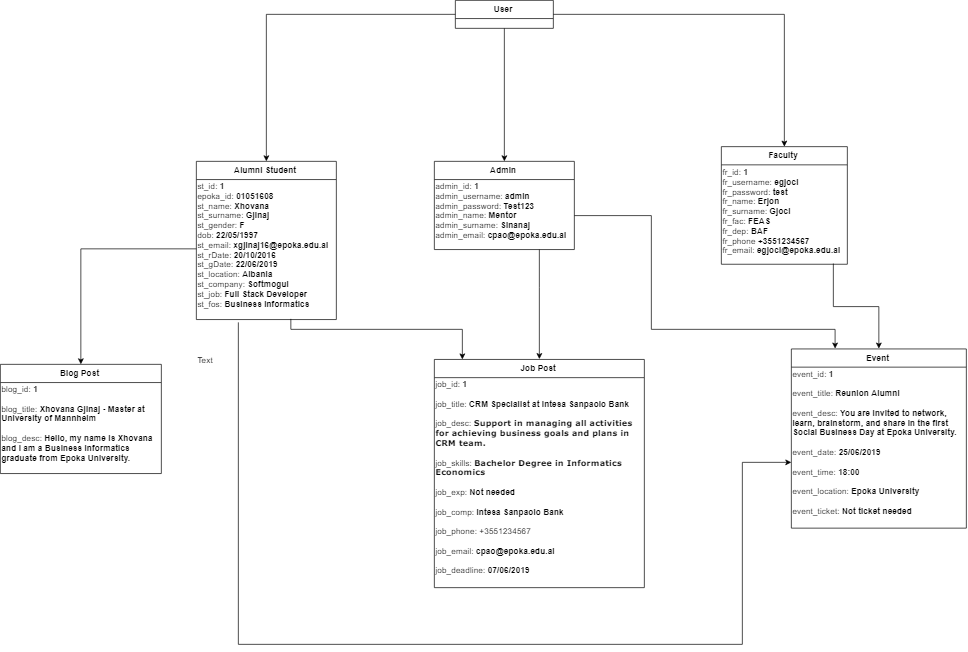 User
Alumni Student
st_id: 1
epoka_id: 01051608
st_name: Xhovana
st_surname: Gjinaj
st_gender: F
dob: 22/05/1997
st_email: xgjinaj16@epoka.edu.al
st_rDate: 20/10/2016
st_gDate: 22/06/2019
st_location: Albania
st_company: Softmogul
st_job: Full Stack Developer
st_fos: Business Informatics
Admin
admin_id: 1
admin_username: admin
admin_password: Test123
admin_name: Mentor
admin_surname: Sinanaj
admin_email: cpao@epoka.edu.al
Faculty
fr_id: 1
fr_username: egjoci
fr_password: test
fr_name: Erjon
fr_surname: Gjoci
fr_fac: FEAS
fr_dep: BAF
fr_phone +3551234567
fr_email: egjoci@epoka.edu.al
Text
Blog Post
blog_id: 1
blog_title: Xhovana Gjinaj - Master at
University of Mannheim
blog_desc: Hello, my name is Xhovana
and I am a Business Informatics
graduate from Epoka University.
Job Post
job_id: 1
job_title: CRM Specialist at Intesa Sanpaolo Bank
job_desc: Support in managing all activities
for achieving business goals and plans in
CRM team.
job_skills: Bachelor Degree in Informatics
Economics
job_exp: Not needed
job_comp: Intesa Sanpaolo Bank
job_phone: +3551234567
job_email: cpao@epoka.edu.al
job_deadline: 07/06/2019
Event
event_id: 1
event_title: Reunion Alumni
event_desc: You are invited to network,
learn, brainstorm, and share in the first
Social Business Day at Epoka University.
event_date: 25/06/2019
event_time: 18:00
event_location: Epoka University
event_ticket: Not ticket needed